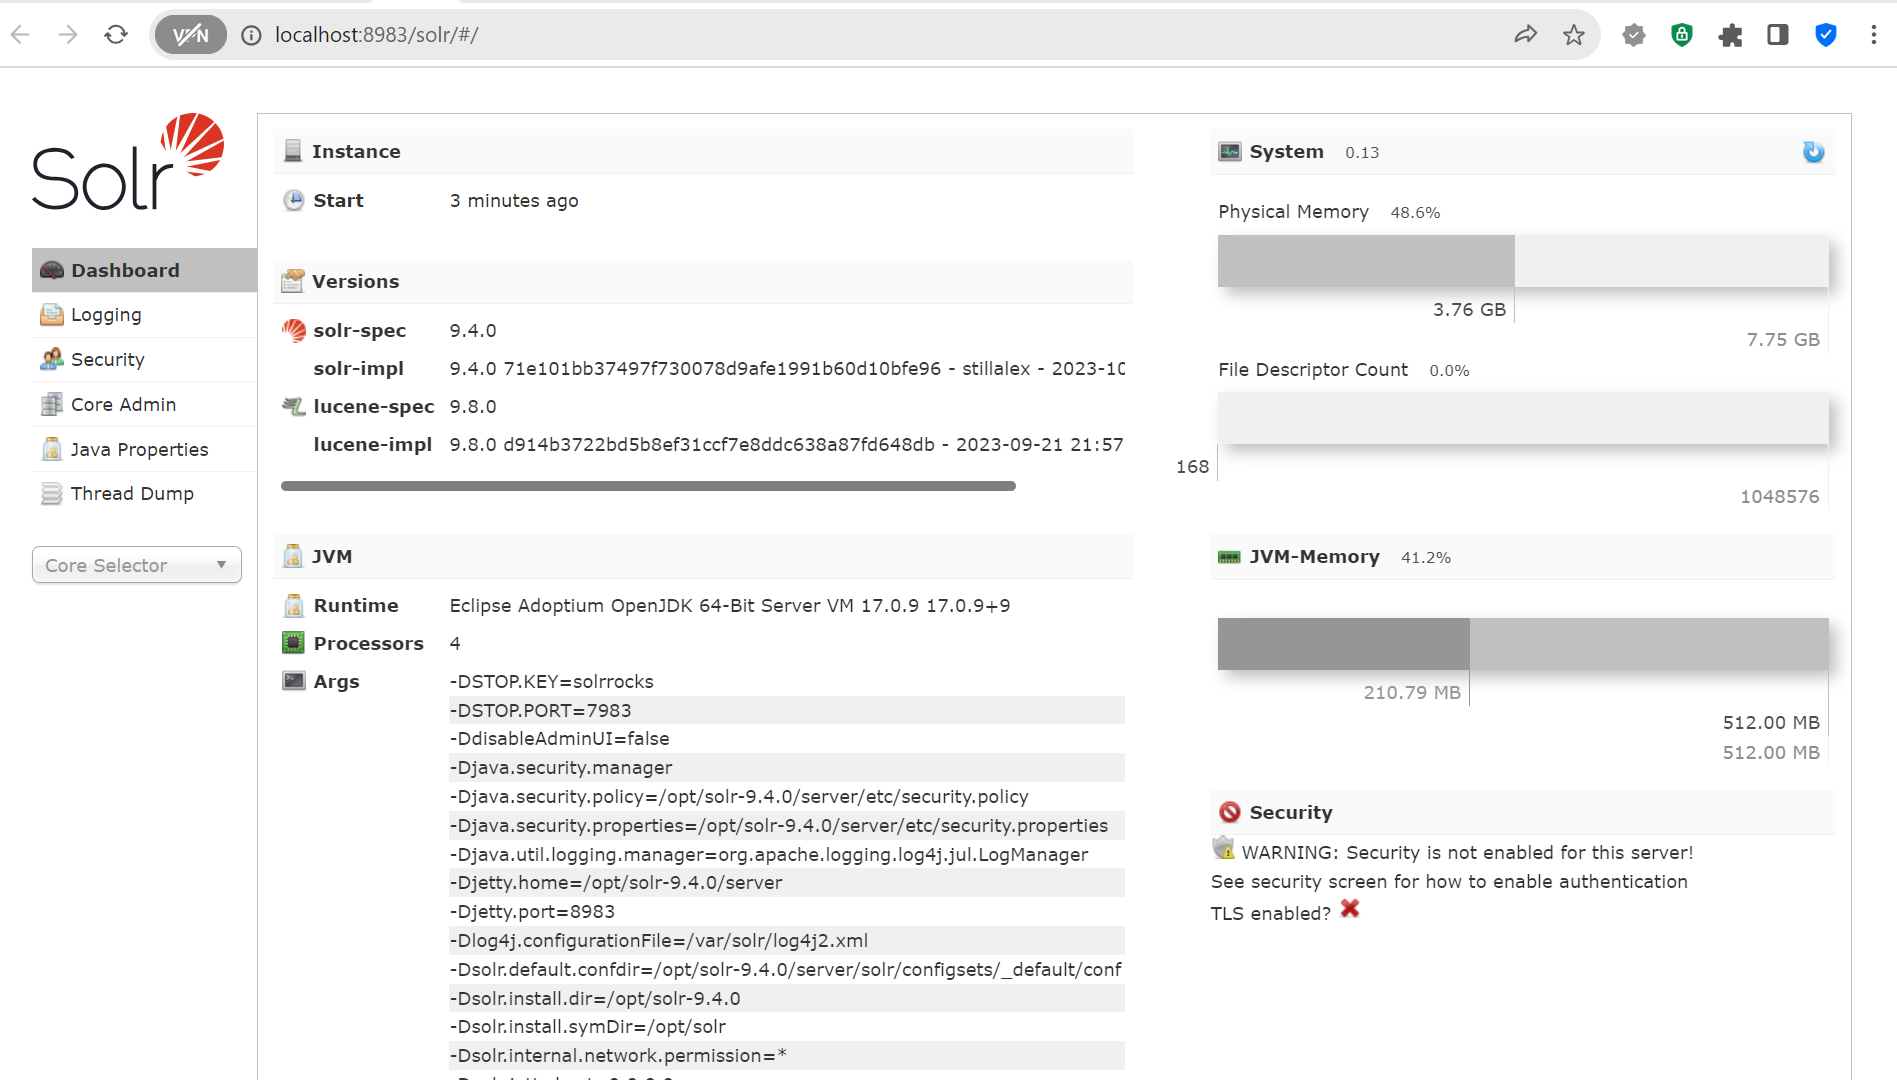 VPN
localhost:8983/solr/#/
Solr
Dashboard
Logging
Security
Core Admin
Java Properties
Thread Dump
Core Selector
Instance
Start 3 minutes ago
Versions
solr-spec 9.4.0
solr-impl 9.4.0 71e101bb37497f730078d9afe1991b60d10bfe96 - stillalex - 2023-10
lucene-spec 9.8.0
lucene-impl 9.8.0 d914b3722bd5b8ef31ccf7e8ddc638a87fd648db - 2023-09-21 21:57
JVM
Runtime Eclipse Adoptium OpenJDK 64-Bit Server VM 17.0.9 17.0.9+9
Processors 4
Args -DSTOP.KEY=solrrocks
-DSTOP.PORT=7983
-DdisableAdminUI=false
-Djava.security.manager
-Djava.security.policy=/opt/solr-9.4.0/server/etc/security.policy
-Djava.security.properties=/opt/solr-9.4.0/server/etc/security.properties
-Djava.util.logging.manager=org.apache.logging.log4j.jul.LogManager
-Djetty.home=/opt/solr-9.4.0/server
-Djetty.port=8983
-Dlog4j.configurationFile=/var/solr/log4j2.xml
-Dsolr.default.confdir=/opt/solr-9.4.0/server/solr/configsets/_default/conf
-Dsolr.install.dir=/opt/solr-9.4.0
-Dsolr.install.symDir=/opt/solr
-Dsolr.internal.network.permission=*
System 0.13
Physical Memory 48.6%
3.76 GB
7.75 GB
File Descriptor Count 0.0%
168
1048576
JVM-Memory 41.2%
210.79 MB
512.00 MB
512.00 MB
Security
WARNING: Security is not enabled for this server!
See security screen for how to enable authentication
TLS enabled?